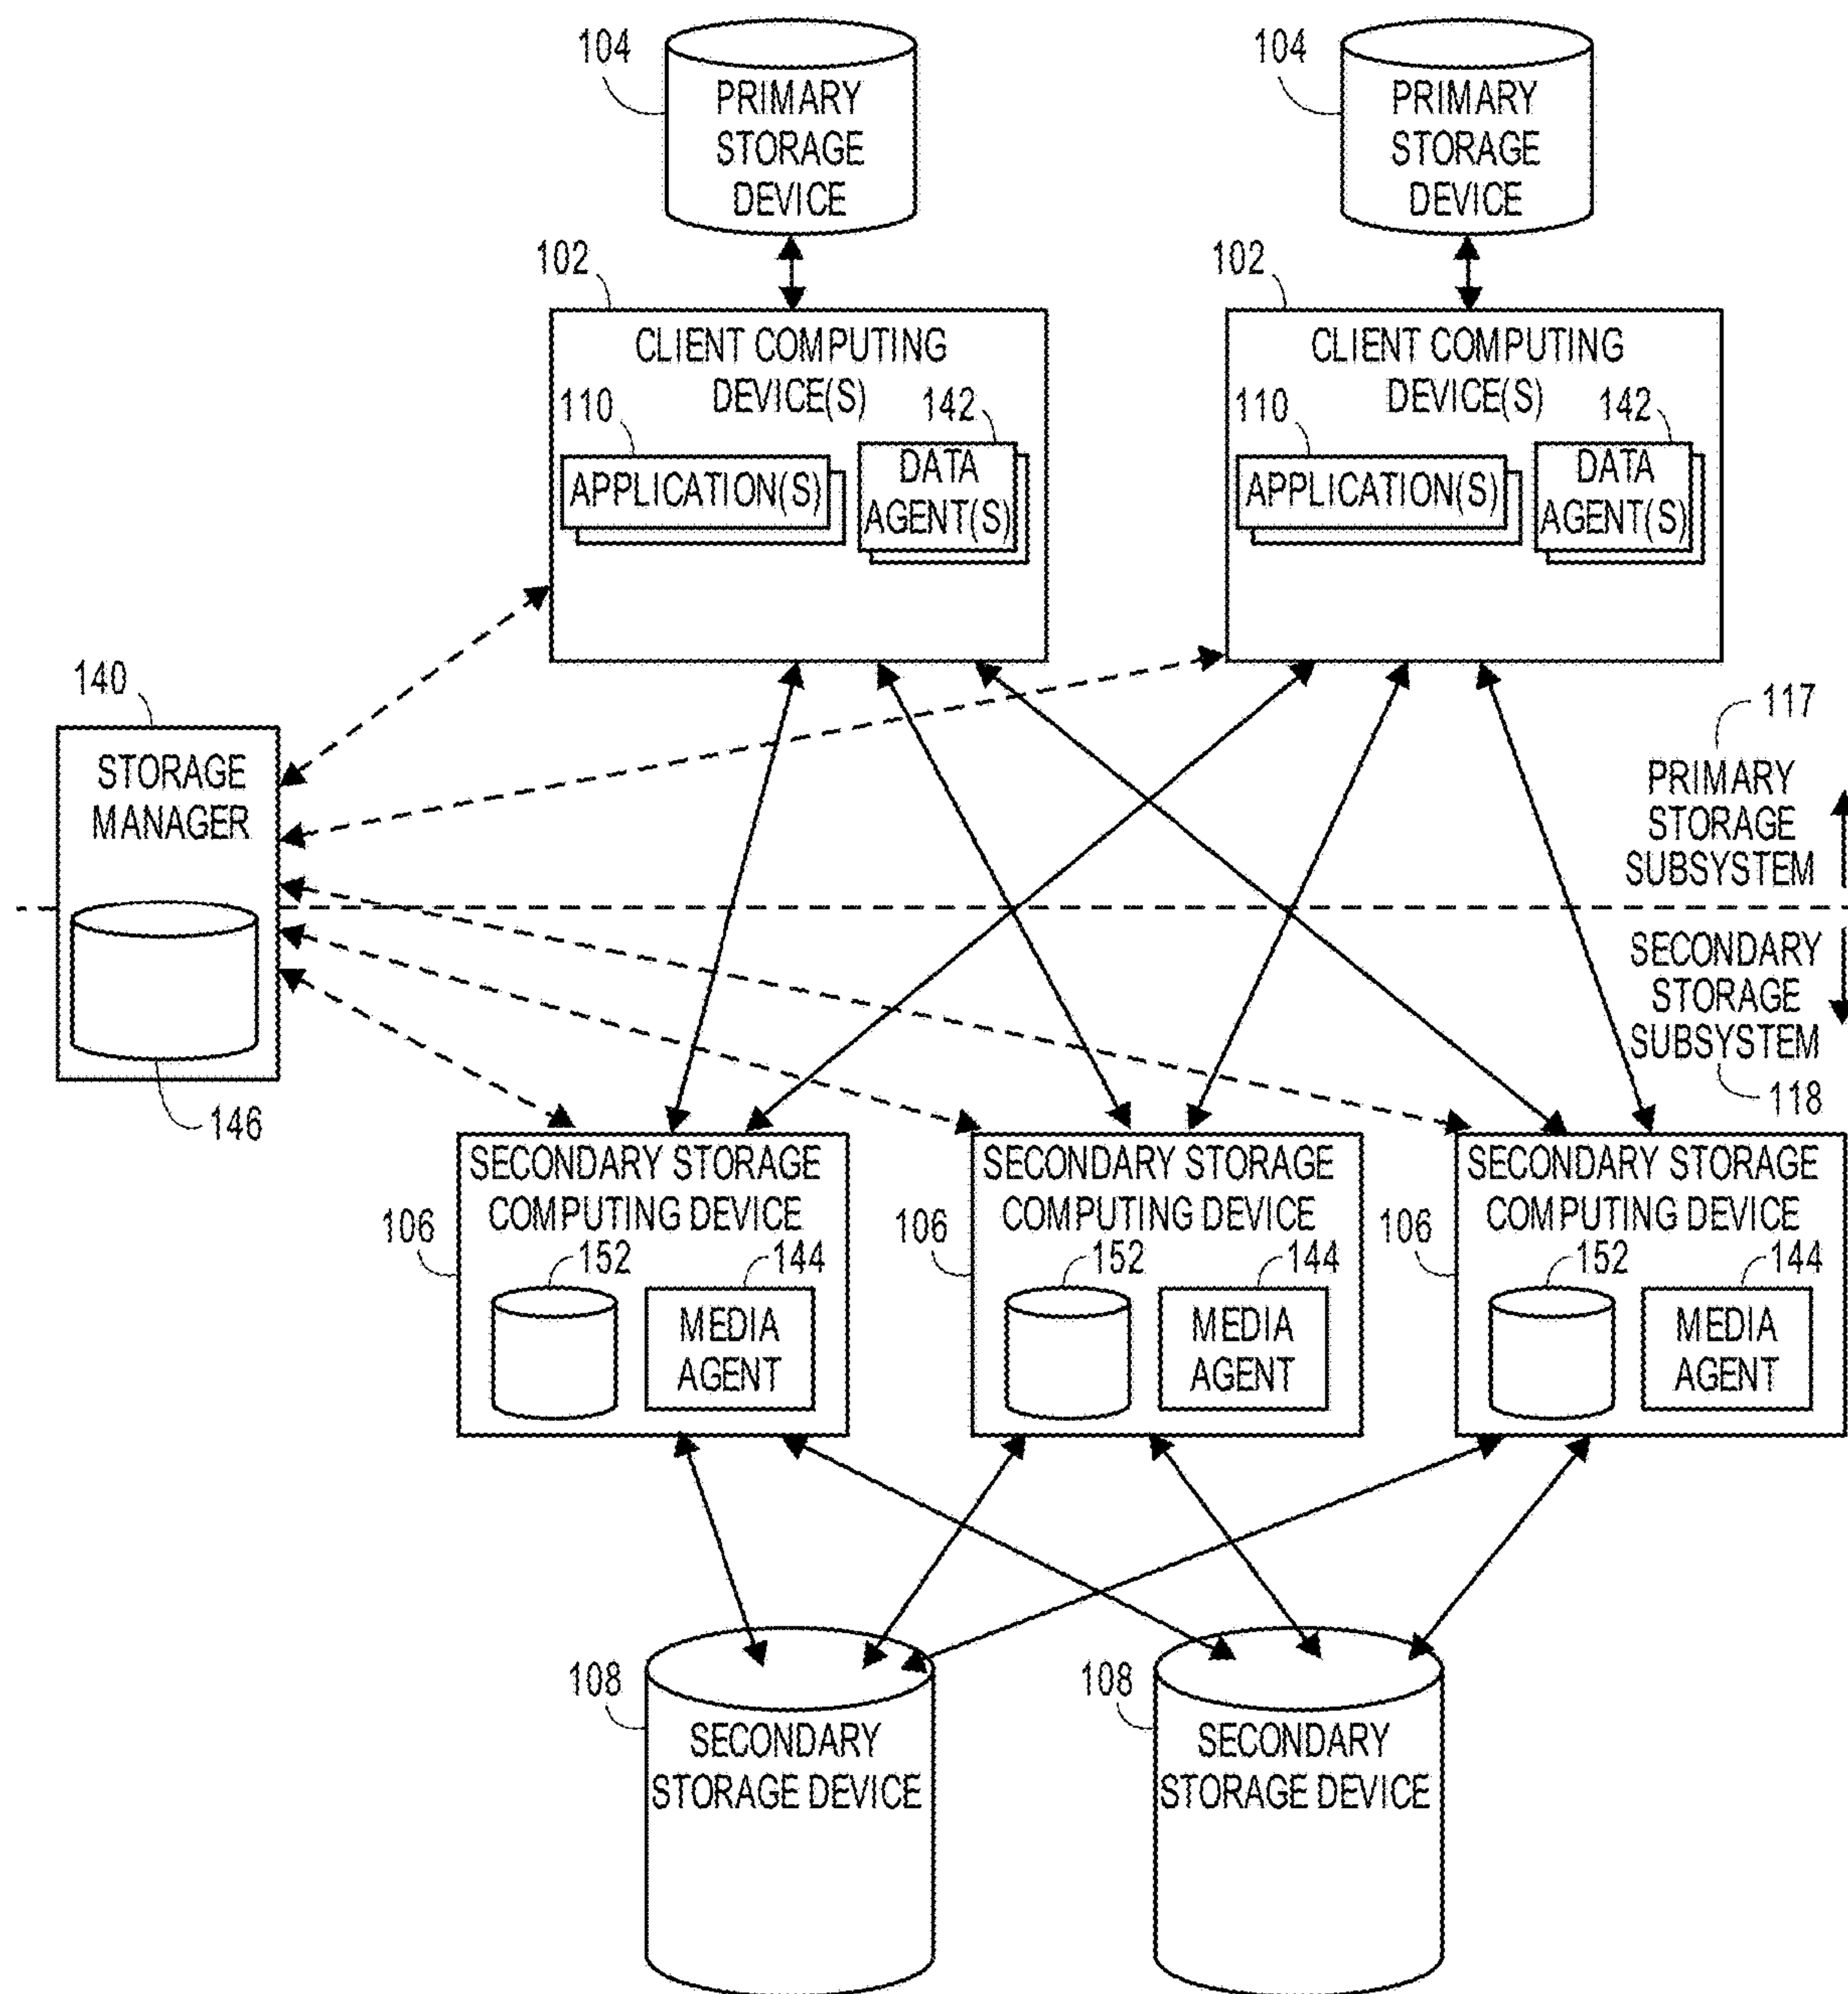 104
PRIMARY
STORAGE
DEVICE
104
PRIMARY
STORAGE
DEVICE
102
CLIENT COMPUTING
DEVICE(S)
110
APPLICATION(S)
142
DATA
AGENT(S)
102
CLIENT COMPUTING
DEVICE(S)
110
APPLICATION(S)
142
DATA
AGENT(S)
140
STORAGE
MANAGER
146
117
PRIMARY
STORAGE
SUBSYSTEM
SECONDARY
STORAGE
SUBSYSTEM
118
106
SECONDARY STORAGE
COMPUTING DEVICE
152
144
MEDIA
AGENT
106
SECONDARY STORAGE
COMPUTING DEVICE
152
144
MEDIA
AGENT
106
SECONDARY STORAGE
COMPUTING DEVICE
152
144
MEDIA
AGENT
108
SECONDARY
STORAGE DEVICE
108
SECONDARY
STORAGE DEVICE